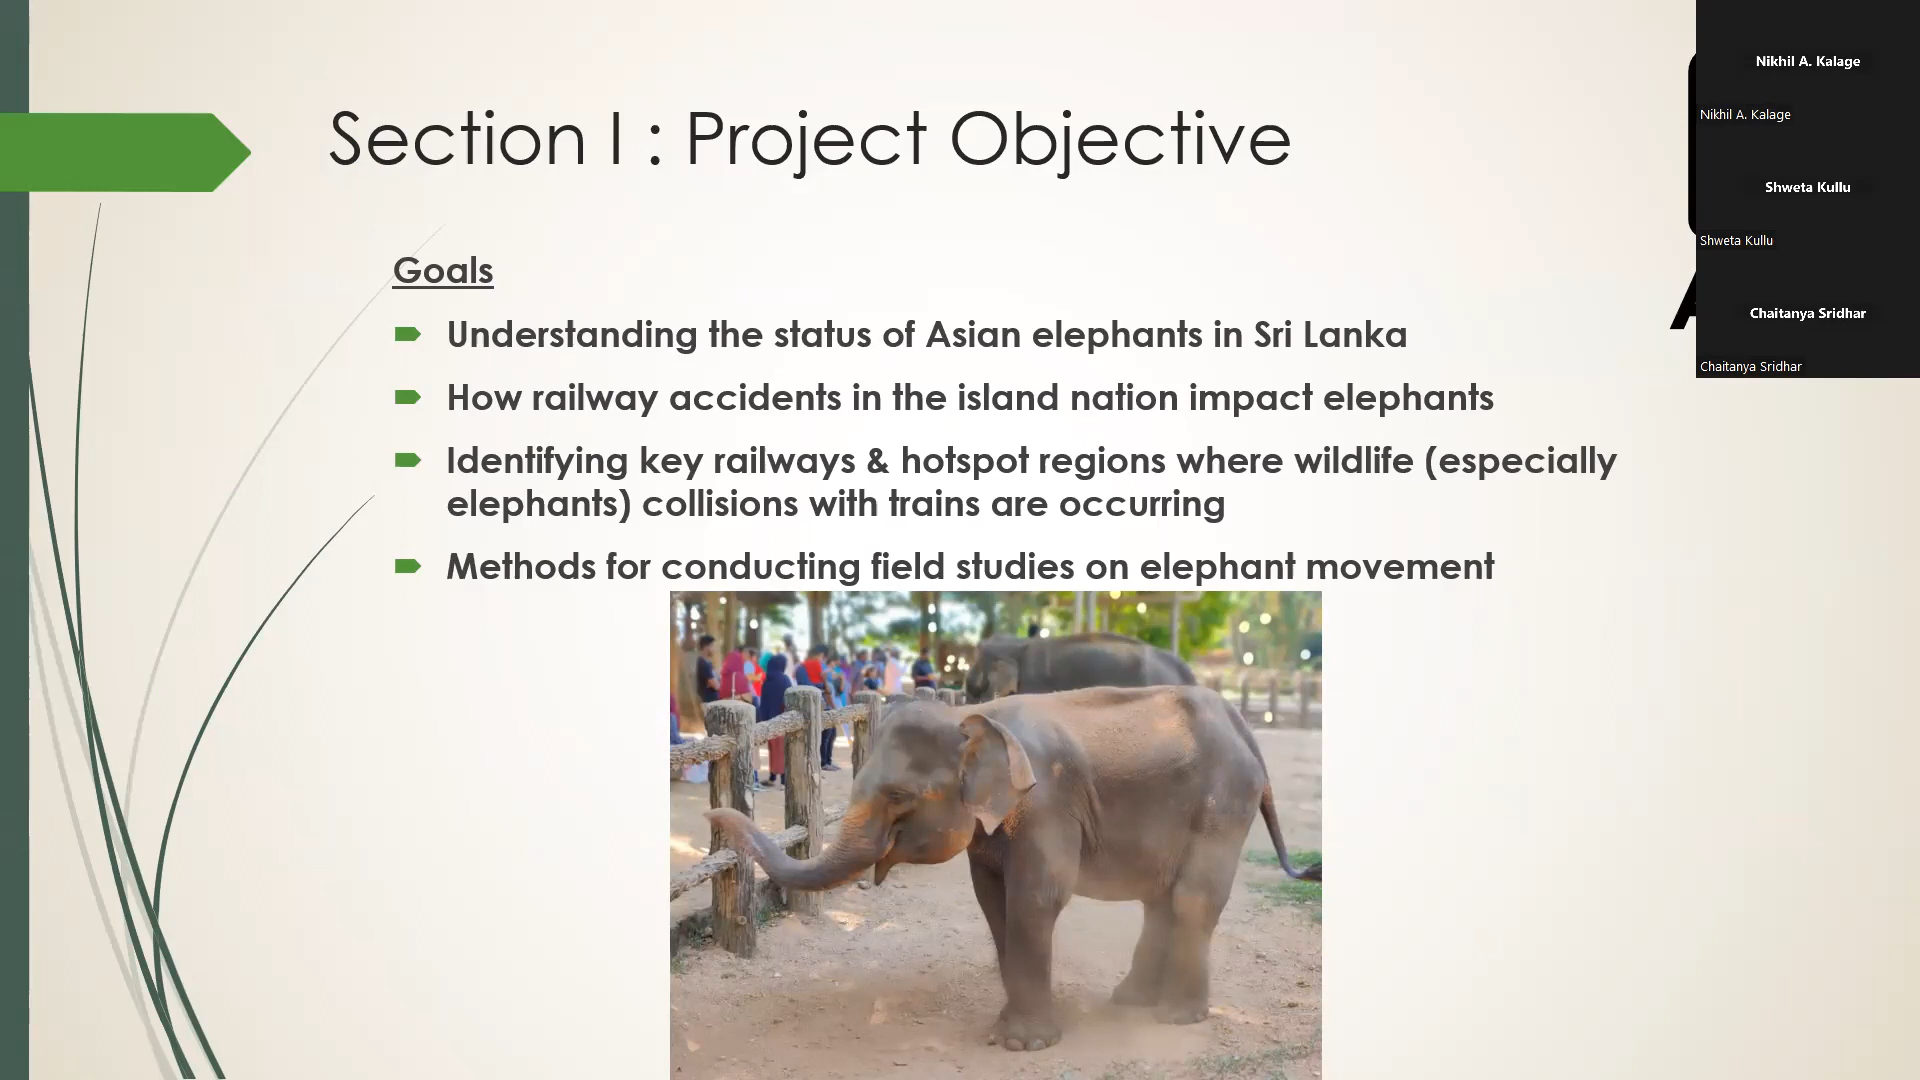 Section I : Project Objective
Goals
Understanding the status of Asian elephants in Sri Lanka
How railway accidents in the island nation impact elephants
Identifying key railways & hotspot regions where wildlife (especially
elephants) collisions with trains are occurring
Methods for conducting field studies on elephant movement
Nikhil A. Kalage
Nikhil A. Kalage
Shweta Kullu
Shweta Kullu
Chaitanya Sridhar
Chaitanya Sridhar